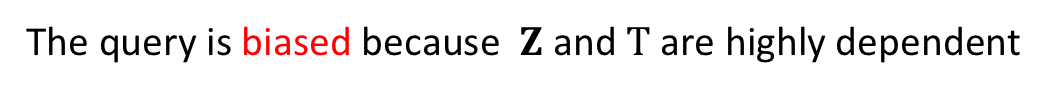 The query is biased because Z and T are highly dependent